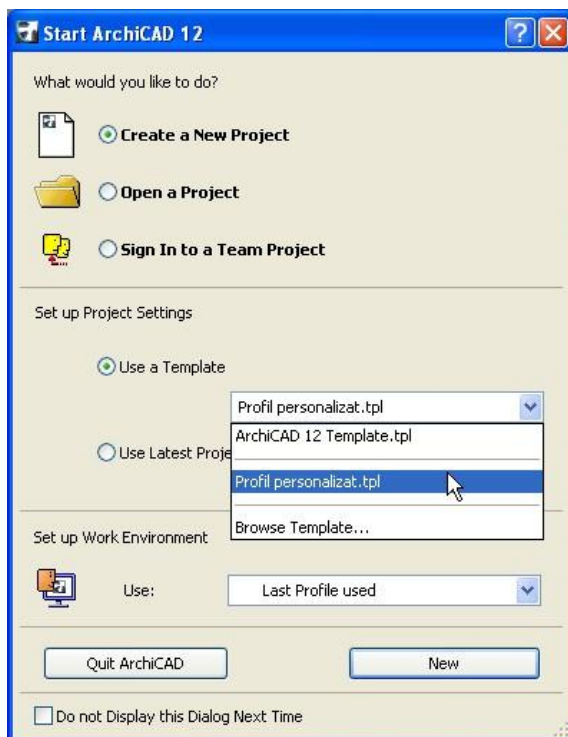 Start ArchiCAD 12
What would you like to do?
Create a New Project
Open a Project
Sign In to a Team Project
Set up Project Settings
Use a Template
Profil personalizat.tpl
ArchiCAD 12 Template.tpl
Use Latest
Profil personalizat.tpl
Browse Template...
Set up Work Environment
Use:
Last Profile used
Quit ArchiCAD
New
Do not Display this Dialog Next Time